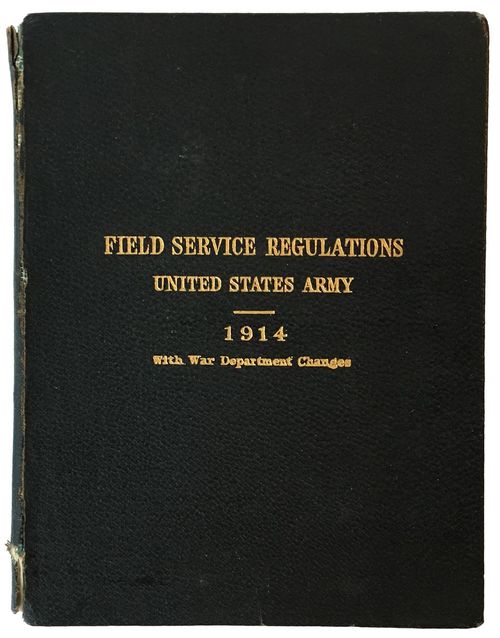 FIELD SERVICE REGULATIONS
UNITED STATES ARMY
1914
With War Department Changes